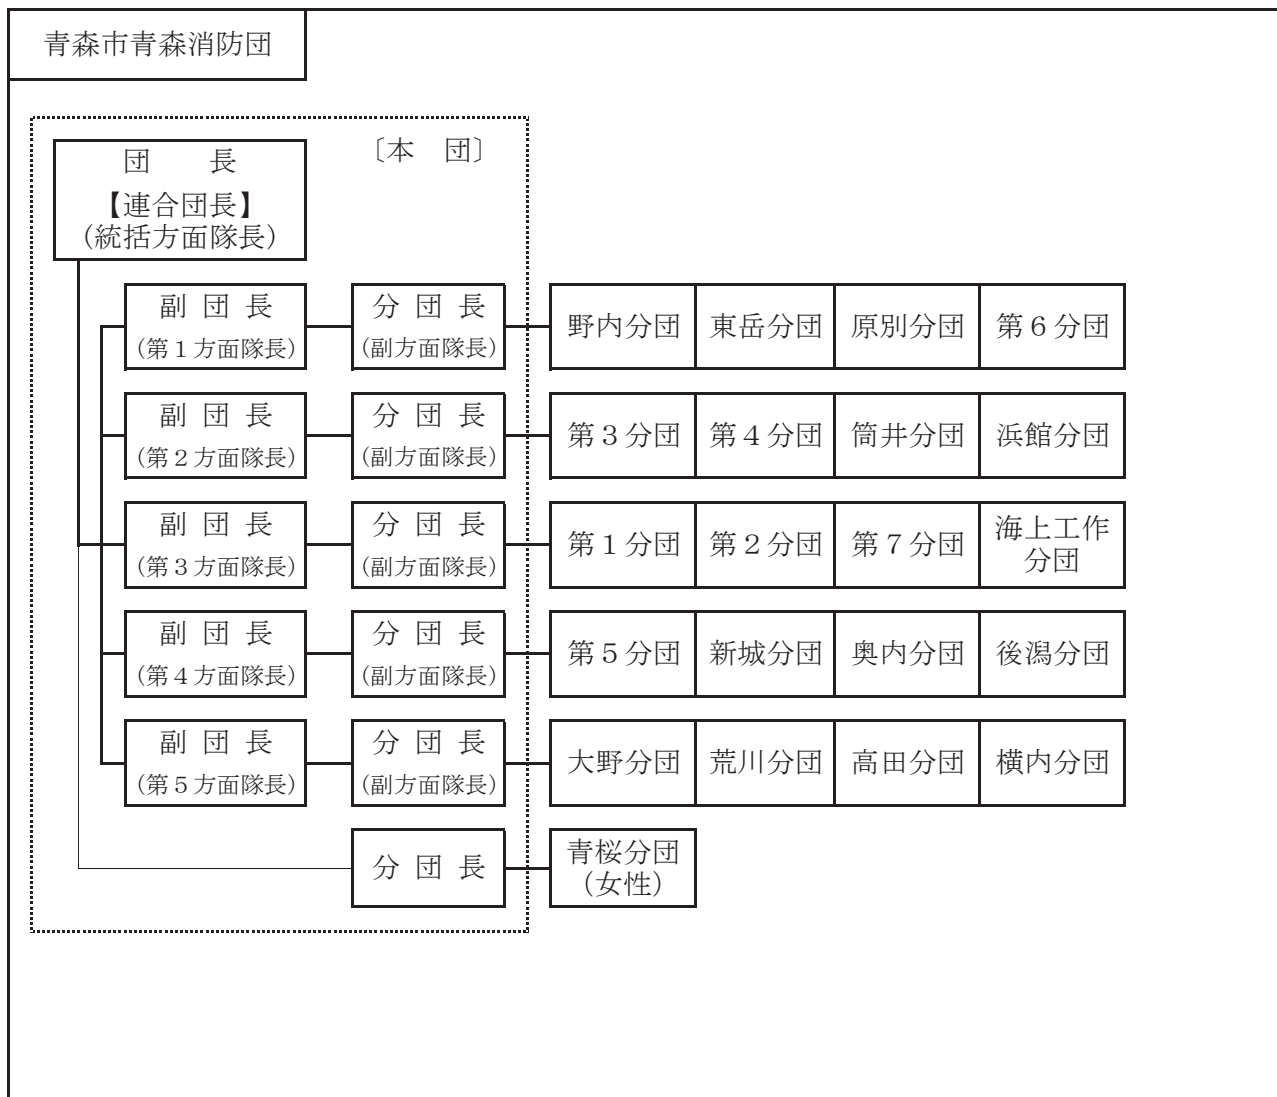 青森市青森消防団
〔本　団〕
団　　長
【連合団長】
(統括方面隊長)
副 団 長
(第１方面隊長)
分 団 長
(副方面隊長)
野内分団
東岳分団
原別分団
第６分団
副 団 長
(第２方面隊長)
分 団 長
(副方面隊長)
第３分団
第４分団
筒井分団
浜館分団
副 団 長
(第３方面隊長)
分 団 長
(副方面隊長)
第１分団
第２分団
第７分団
海上工作
分団
副 団 長
(第４方面隊長)
分 団 長
(副方面隊長)
第５分団
新城分団
奥内分団
後潟分団
副 団 長
(第５方面隊長)
分 団 長
(副方面隊長)
大野分団
荒川分団
高田分団
横内分団
分 団 長
青桜分団
(女性)